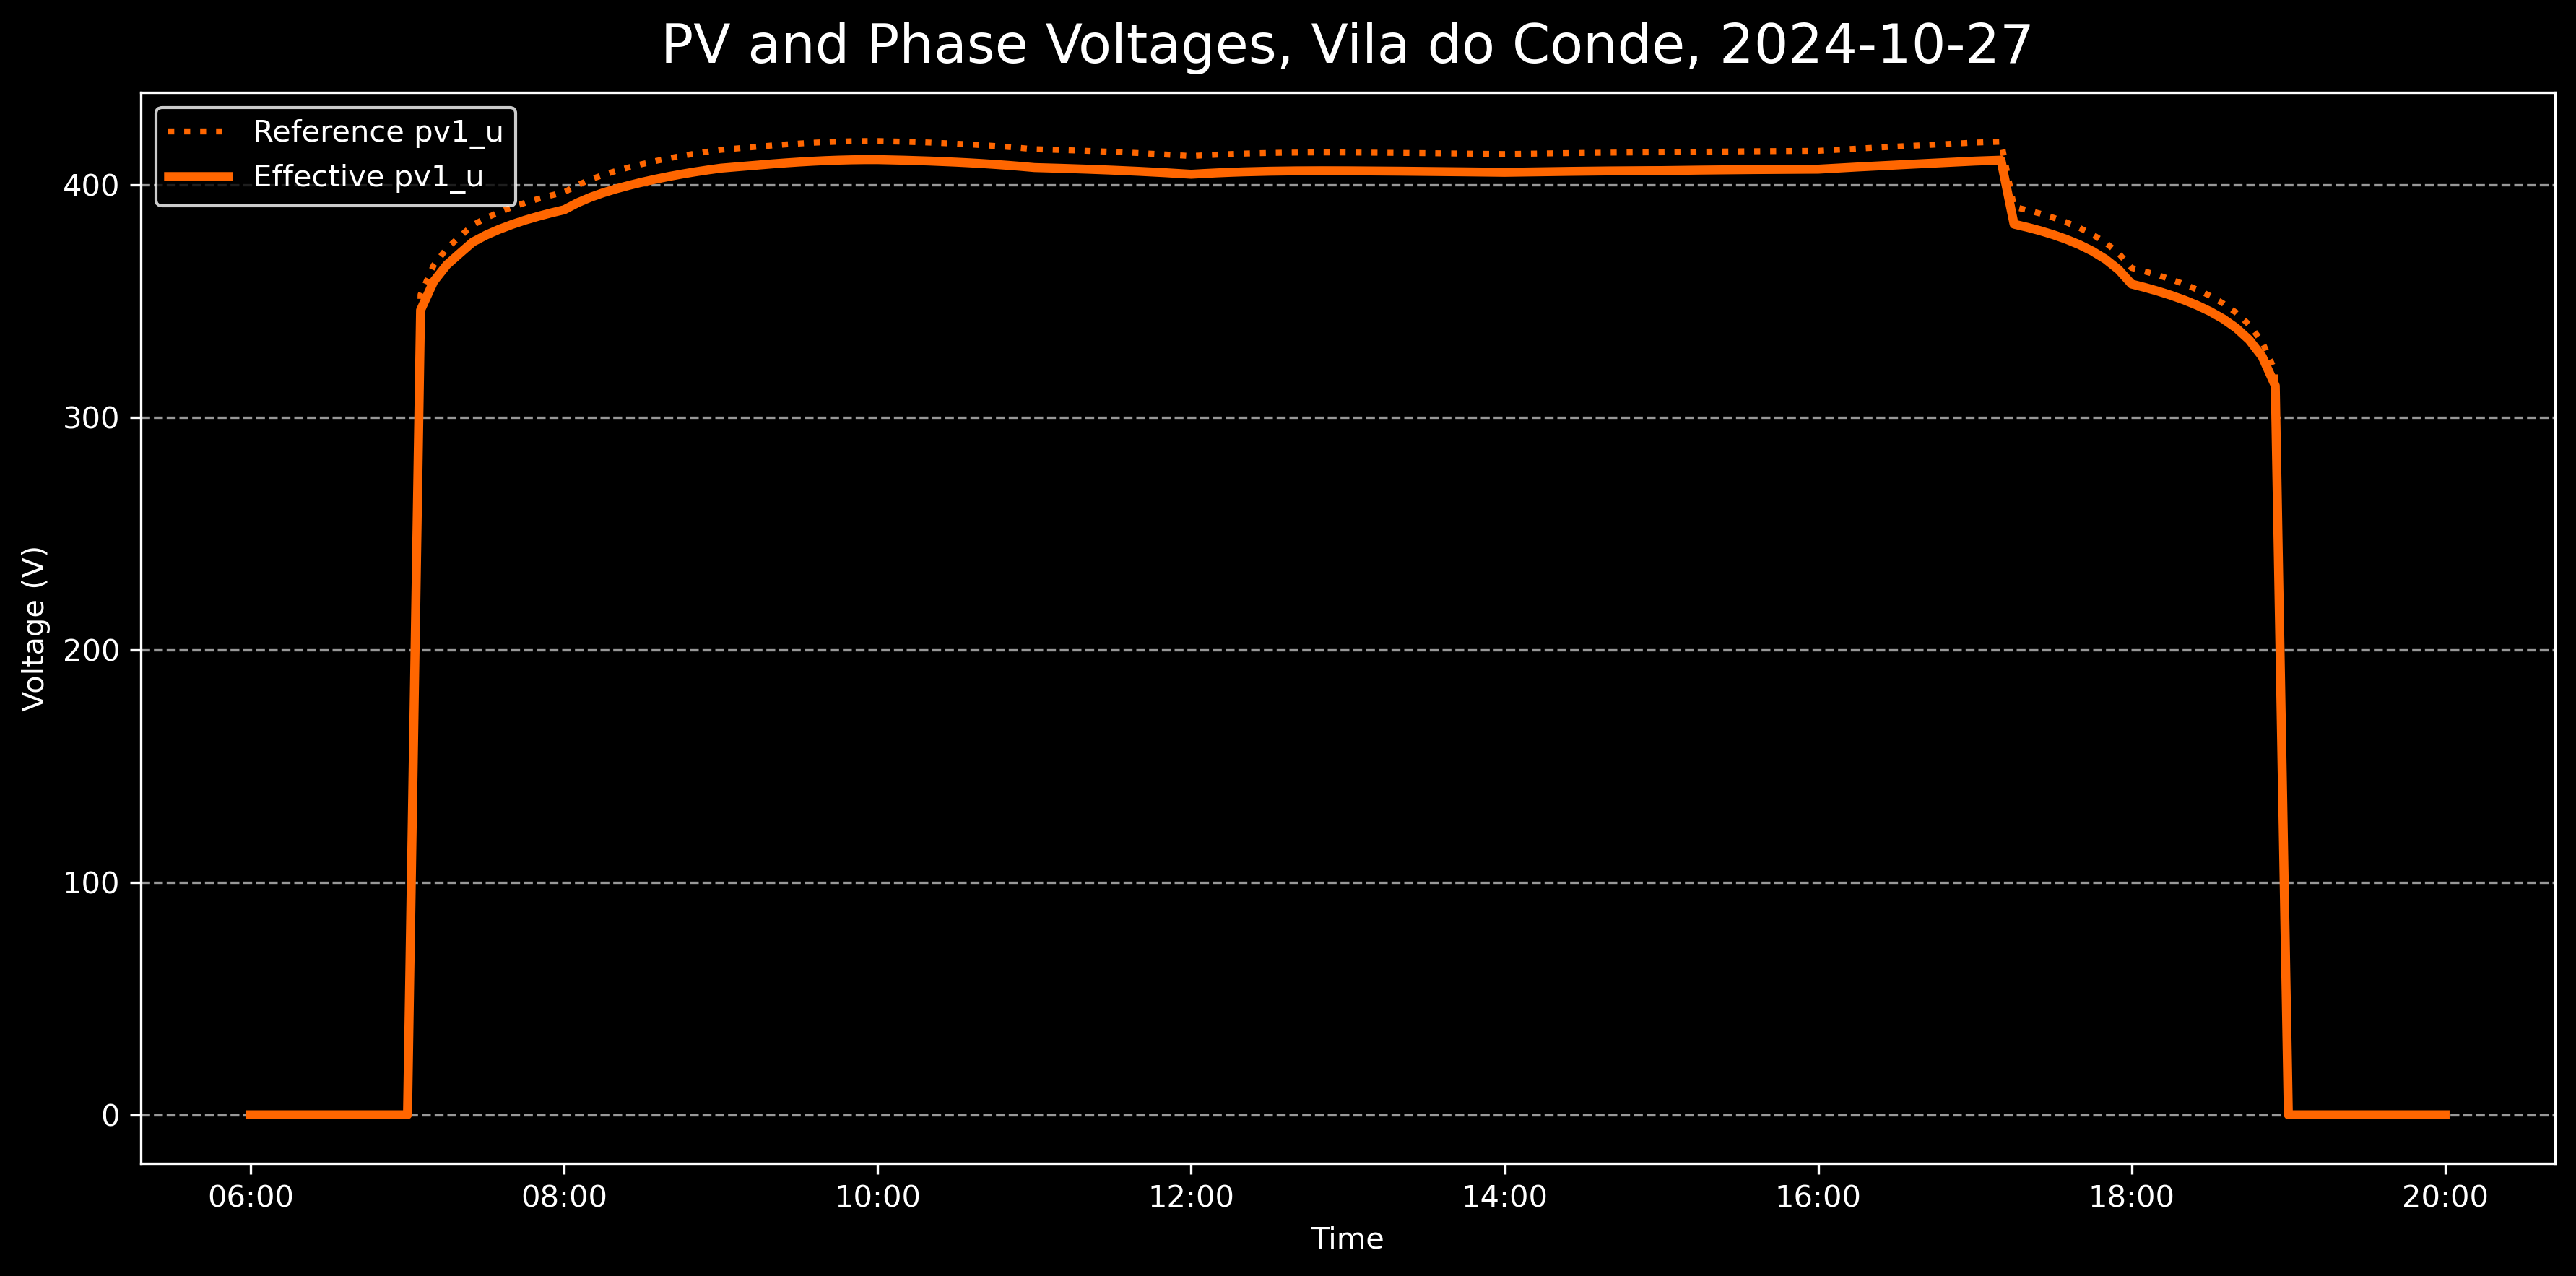 PV and Phase Voltages, Vila do Conde, 2024-10-27
Reference pv1_u
Effective pv1_u
Voltage (V)
400
300
200
100
0
06:00 08:00 10:00 12:00 14:00 16:00 18:00 20:00
Time